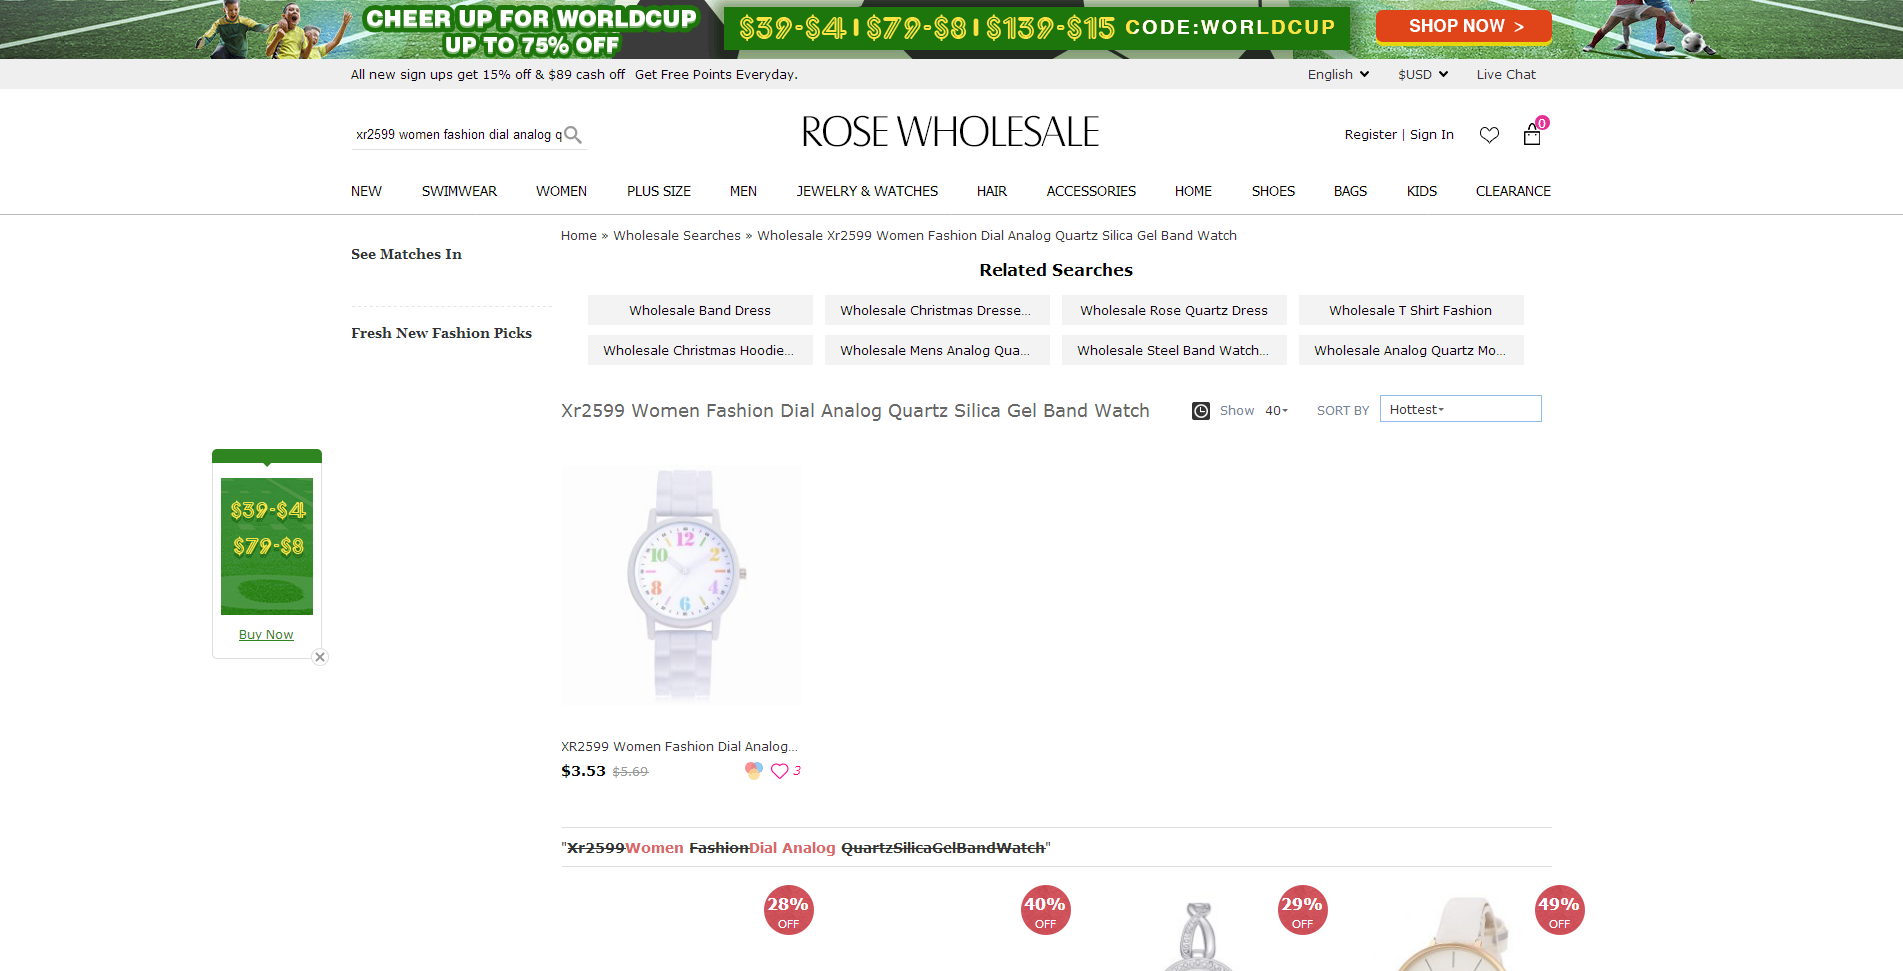 CHEER UP FOR WORLDCUP
UP TO 75% OFF
$39-$4 | $79-$8 | $139-$15 CODE:WORLDCUP
SHOP NOW >
All new sign ups get 15% off & $89 cash off Get Free Points Everyday.
English $USD Live Chat
xr2599 women fashion dial analog q
ROSE WHOLESALE
Register | Sign In
0
NEW SWIMWEAR WOMEN PLUS SIZE MEN JEWELRY & WATCHES HAIR ACCESSORIES HOME SHOES BAGS KIDS CLEARANCE
See Matches In
Fresh New Fashion Picks
Home » Wholesale Searches » Wholesale Xr2599 Women Fashion Dial Analog Quartz Silica Gel Band Watch
Related Searches
Wholesale Band Dress Wholesale Christmas Dresse... Wholesale Rose Quartz Dress Wholesale T Shirt Fashion
Wholesale Christmas Hoodie... Wholesale Mens Analog Qua... Wholesale Steel Band Watch... Wholesale Analog Quartz Mo...
Xr2599 Women Fashion Dial Analog Quartz Silica Gel Band Watch
Show 40 SORT BY Hottest
$39-$4
$79-$8
Buy Now
12
10 2
8 4
6
XR2599 Women Fashion Dial Analog...
$3.53 $5.69 3
"Xr2599Women FashionDial Analog QuartzSilicaGelBandWatch"
28% OFF
40% OFF
29% OFF
49% OFF